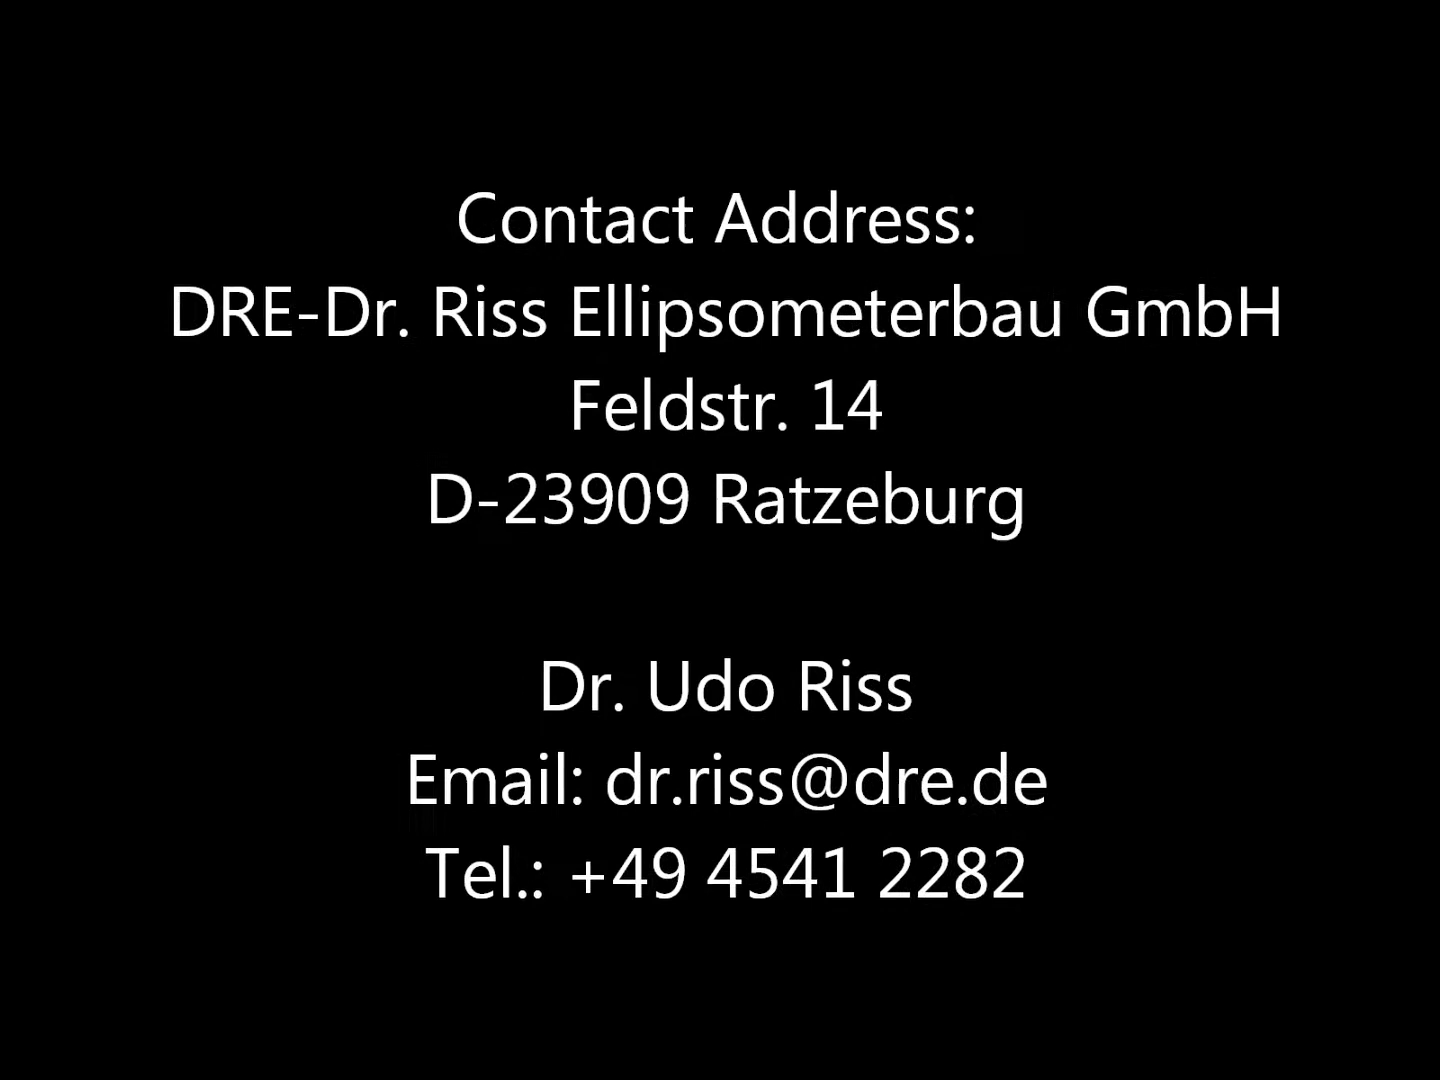 Contact Address:
DRE-Dr. Riss Ellipsometerbau GmbH
Feldstr. 14
D-23909 Ratzeburg
Dr. Udo Riss
Email: dr.riss@dre.de
Tel.: +49 4541 2282